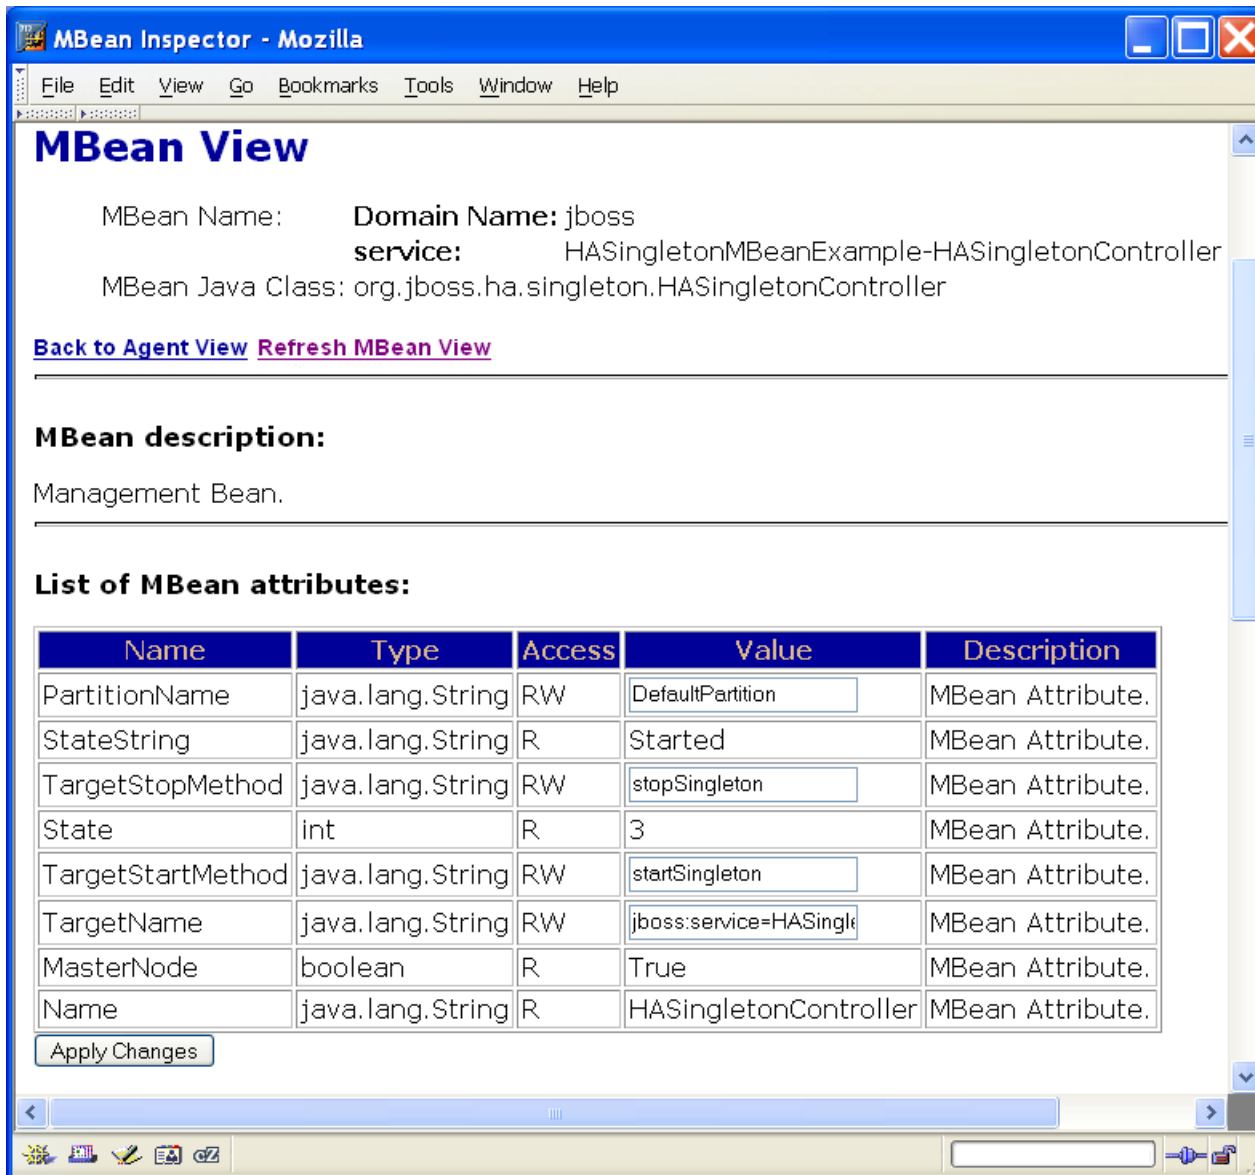 MBean Inspector - Mozilla
File Edit View Go Bookmarks Tools Window Help
MBean View
MBean Name: Domain Name: jboss
service: HASingletonMBeanExample-HASingletonController
MBean Java Class: org.jboss.ha.singleton.HASingletonController
Back to Agent View Refresh MBean View
MBean description:
Management Bean.
List of MBean attributes:
Name Type Access Value Description
PartitionName java.lang.String RW DefaultPartition MBean Attribute.
StateString java.lang.String R Started MBean Attribute.
TargetStopMethod java.lang.String RW stopSingleton MBean Attribute.
State int R 3 MBean Attribute.
TargetStartMethod java.lang.String RW startSingleton MBean Attribute.
TargetName java.lang.String RW jboss:service=HASingle MBean Attribute.
MasterNode boolean R True MBean Attribute.
Name java.lang.String R HASingletonController MBean Attribute.
Apply Changes
cZ